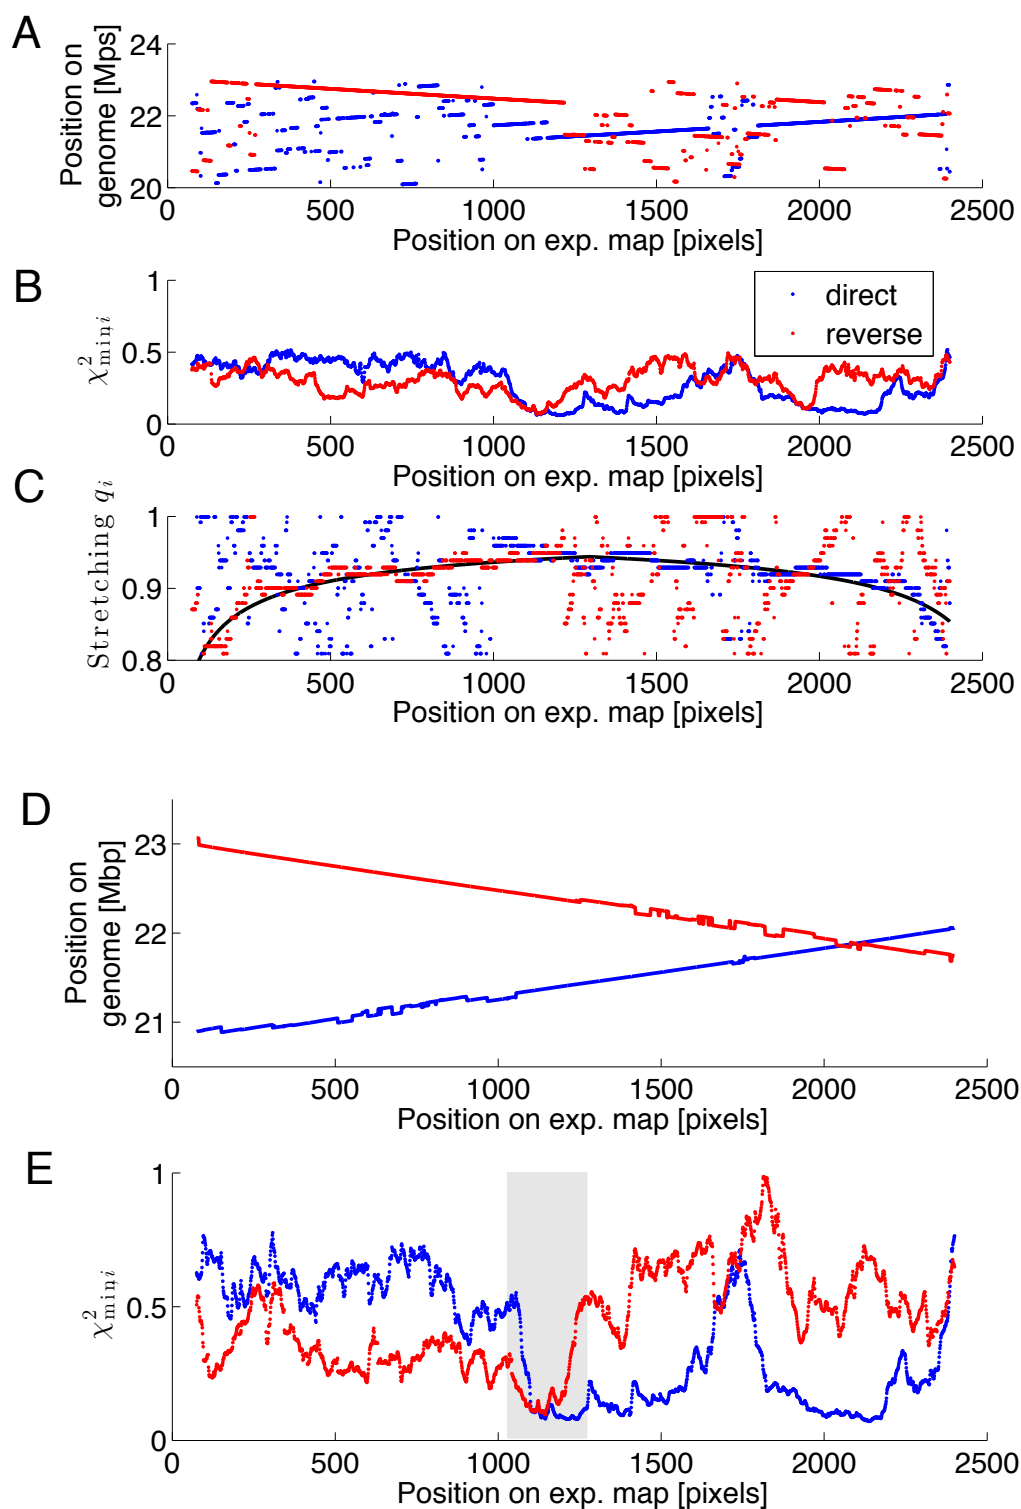 A
Position on
genome [Mps]
24
22
20
0 500 1000 1500 2000 2500
Position on exp. map [pixels]
B
χ²min,i
1
0.5
0
direct
reverse
0 500 1000 1500 2000 2500
Position on exp. map [pixels]
C
Stretching qi
1
0.9
0.8
0 500 1000 1500 2000 2500
Position on exp. map [pixels]
D
Position on
genome [Mbp]
23
22
21
0 500 1000 1500 2000 2500
Position on exp. map [pixels]
E
χ²min,i
1
0.5
0
0 500 1000 1500 2000 2500
Position on exp. map [pixels]